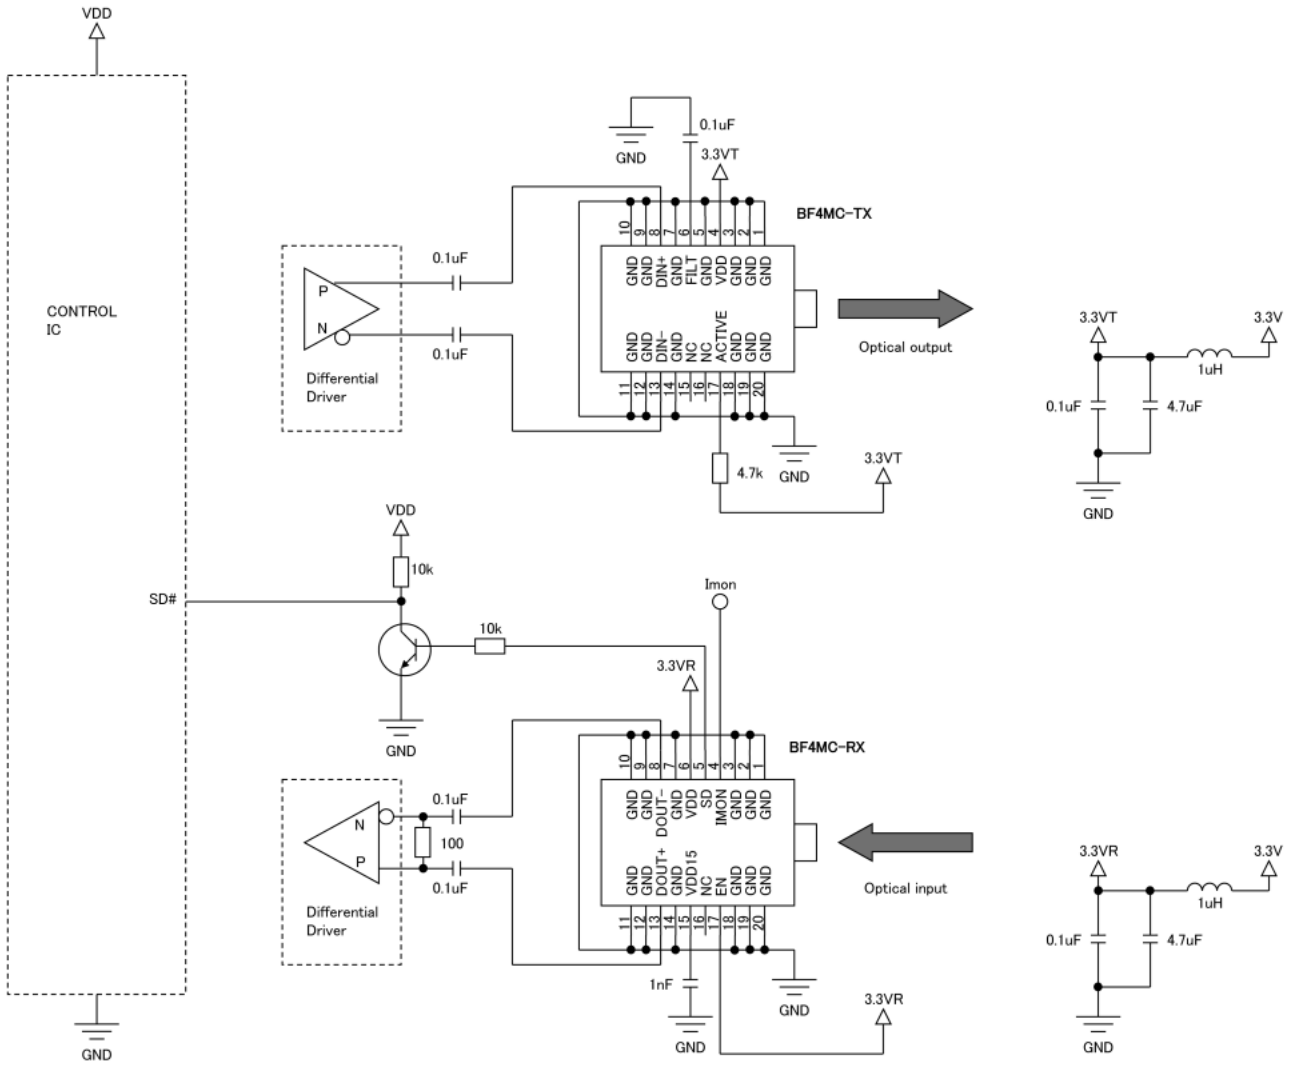 VDD
CONTROL
IC
SD#
GND
P
N
Differential
Driver
0.1uF
0.1uF
GND
0.1uF
3.3VT
BF4MC-TX
10
9
8
7
6
5
4
3
2
1
GND
GND
DIN+
GND
FILT
GND
VDD
GND
GND
GND
GND
GND
DIN-
GND
NC
NC
ACTIVE
GND
GND
GND
11
12
13
14
15
16
17
18
19
20
GND
4.7k
3.3VT
Optical output
3.3VT
3.3V
1uH
0.1uF
4.7uF
GND
VDD
10k
10k
GND
Imon
3.3VR
BF4MC-RX
10
9
8
7
6
5
4
3
2
1
GND
GND
DOUT-
GND
VDD
SD
IMON
GND
GND
GND
GND
GND
DOUT+
GND
VDD15
NC
EN
GND
GND
GND
11
12
13
14
15
16
17
18
19
20
N
P
100
0.1uF
0.1uF
Differential
Driver
1nF
GND
GND
3.3VR
Optical input
3.3VR
3.3V
1uH
0.1uF
4.7uF
GND